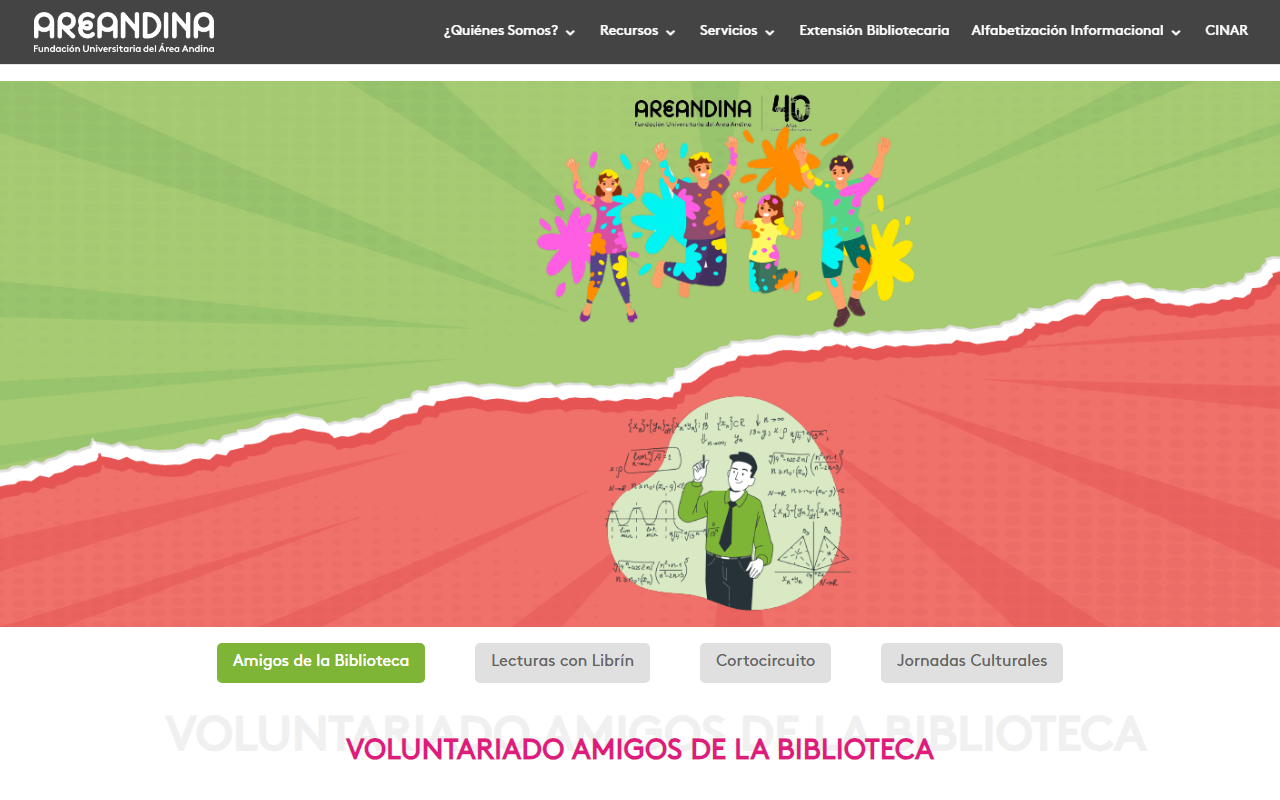 AREANDINA
Fundación Universitaria del Área Andina
¿Quiénes Somos?
Recursos
Servicios
Extensión Bibliotecaria
Alfabetización Informacional
CINAR
AREANDINA
Fundación Universitaria del Área Andina
40
Años
Amigos de la Biblioteca
Lecturas con Librín
Cortocircuito
Jornadas Culturales
VOLUNTARIADO AMIGOS DE LA BIBLIOTECA
VOLUNTARIADO AMIGOS DE LA BIBLIOTECA